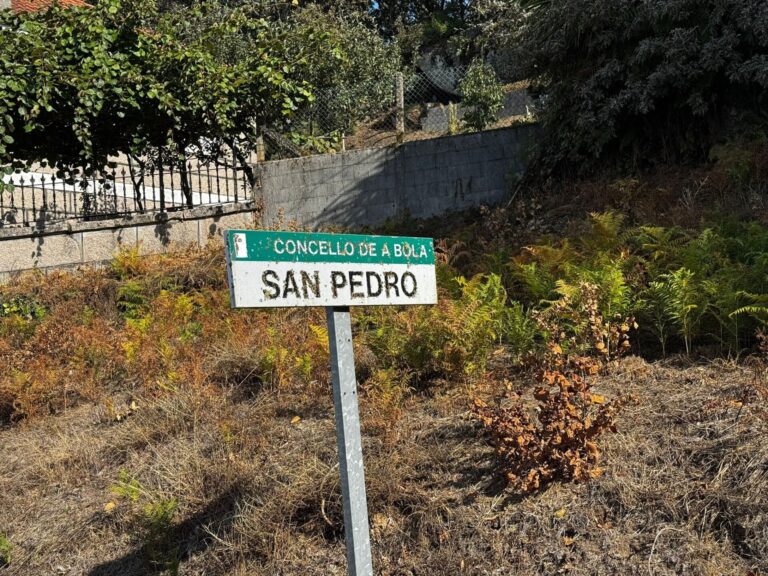 CONCELLO DE A BOLA
SAN PEDRO